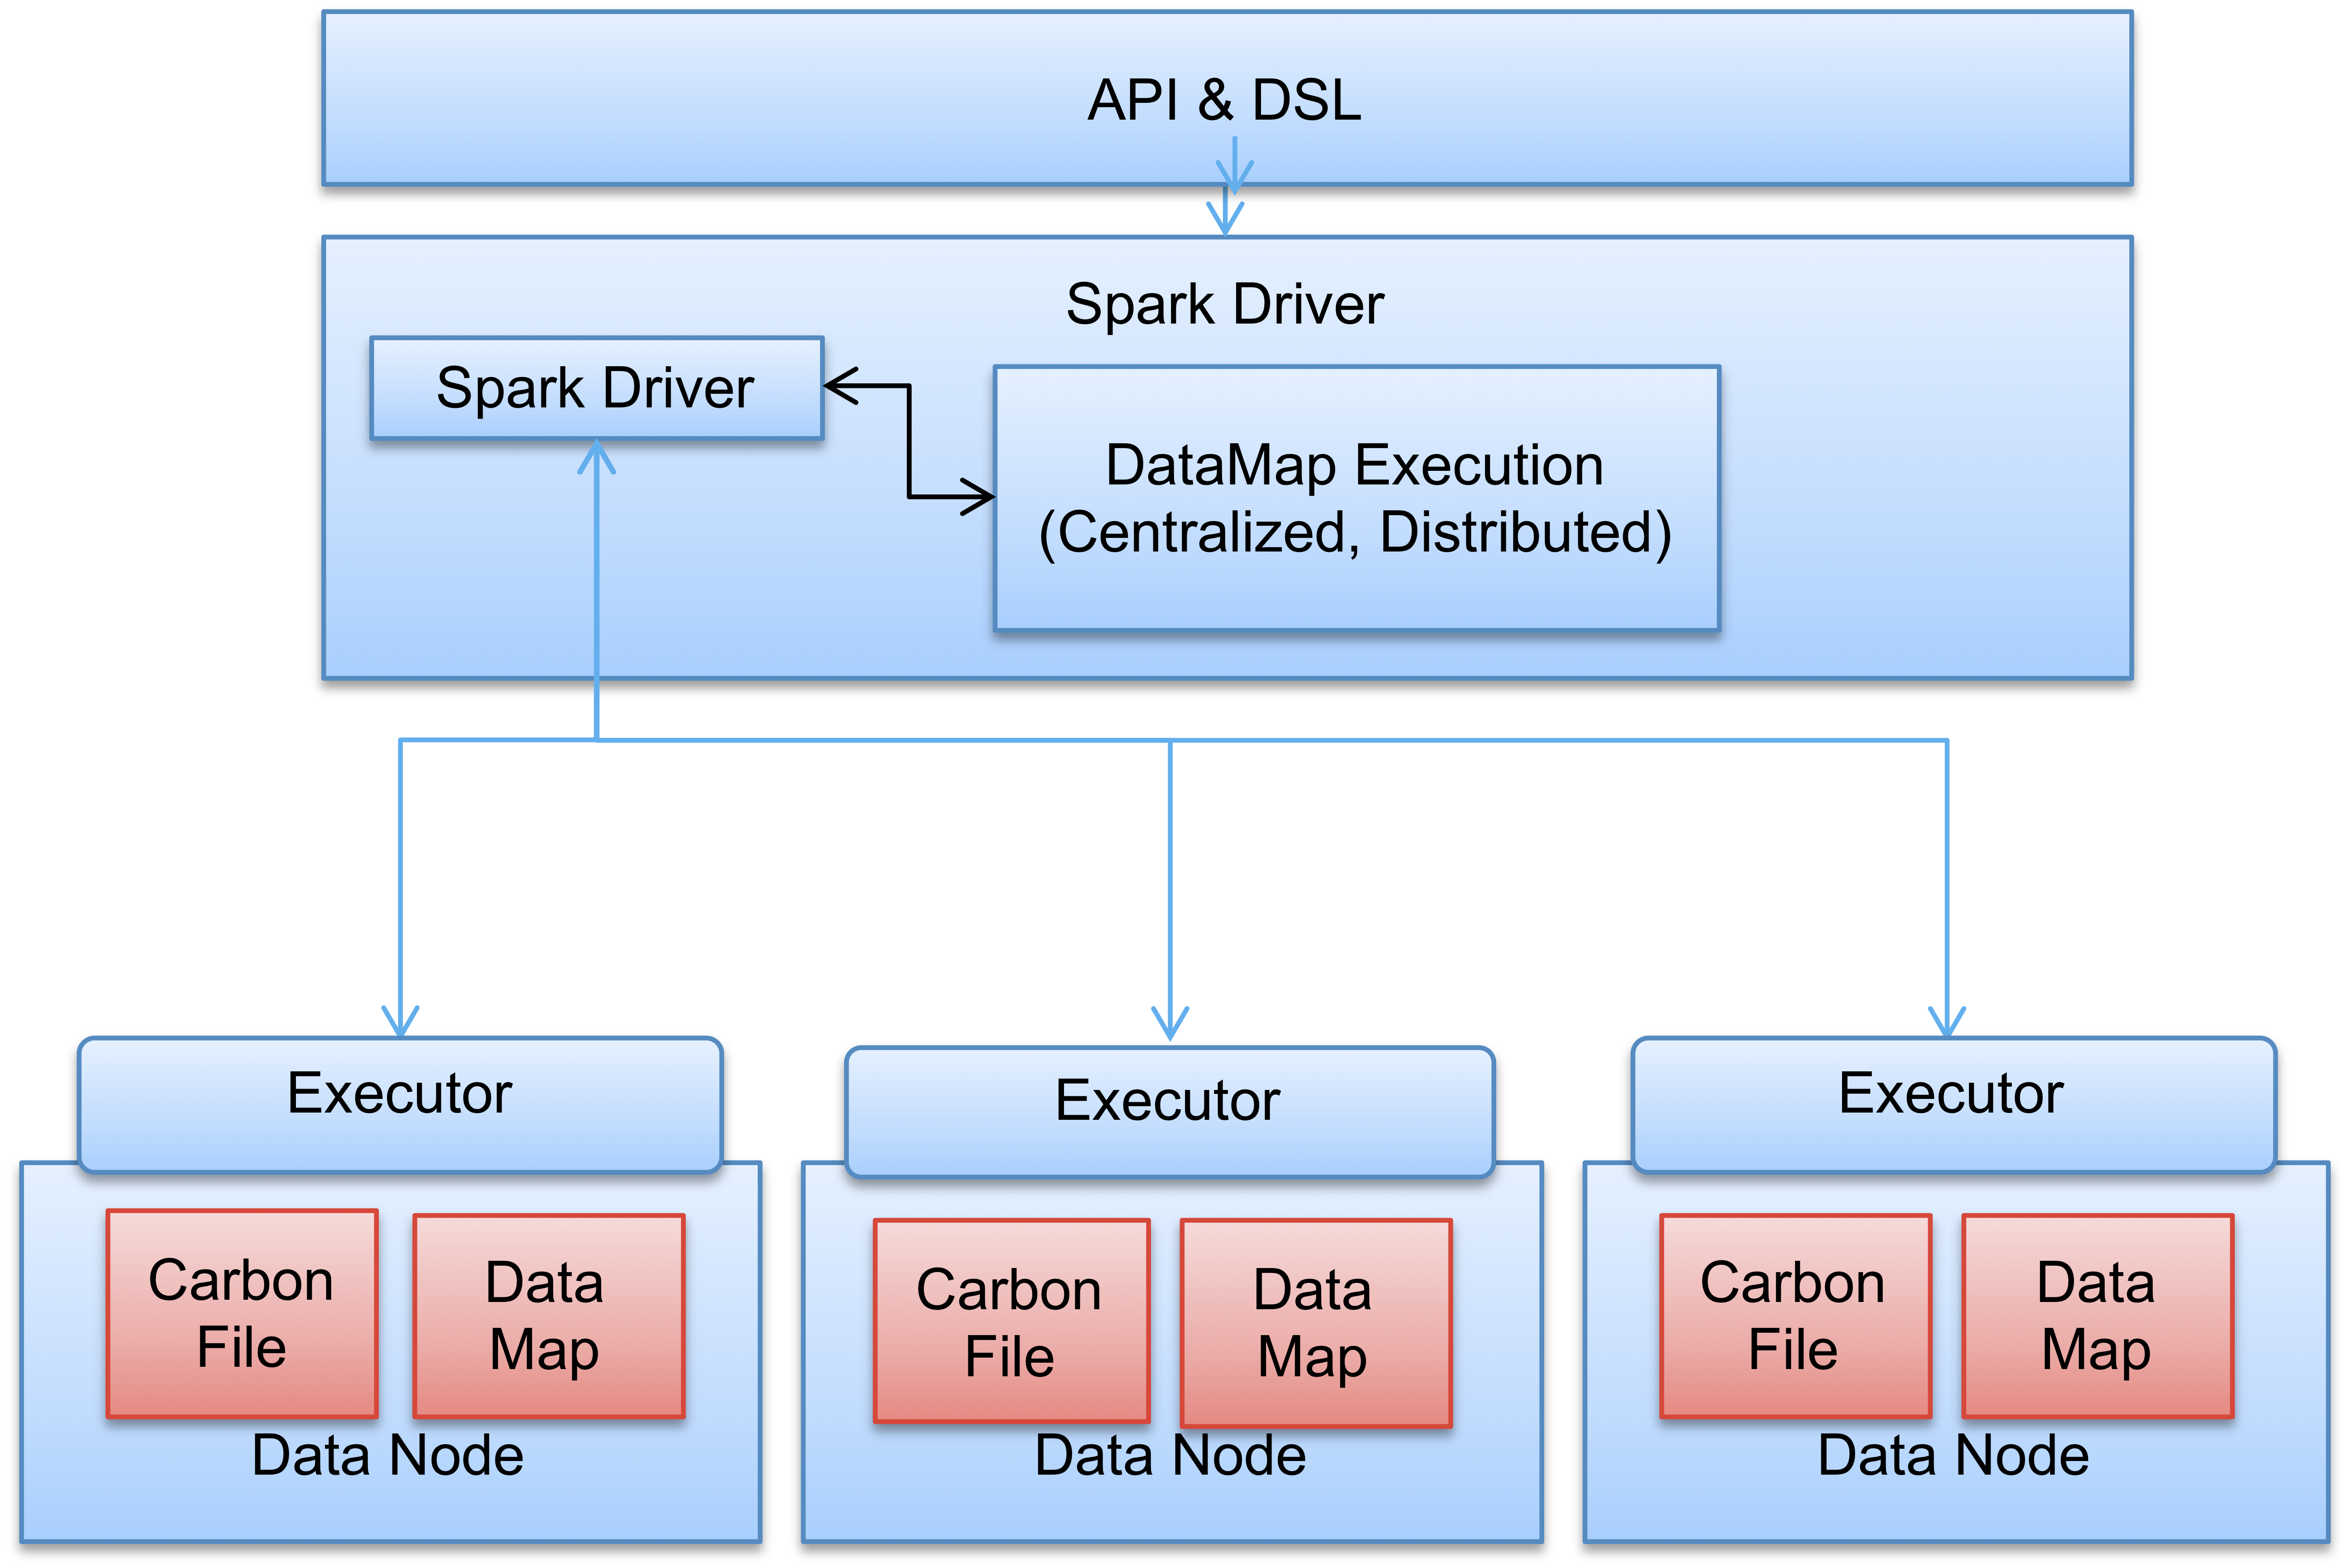 API & DSL
Spark Driver
Spark Driver
DataMap Execution
(Centralized, Distributed)
Executor
Executor
Executor
Carbon
File
Data
Map
Data Node
Carbon
File
Data
Map
Data Node
Carbon
File
Data
Map
Data Node